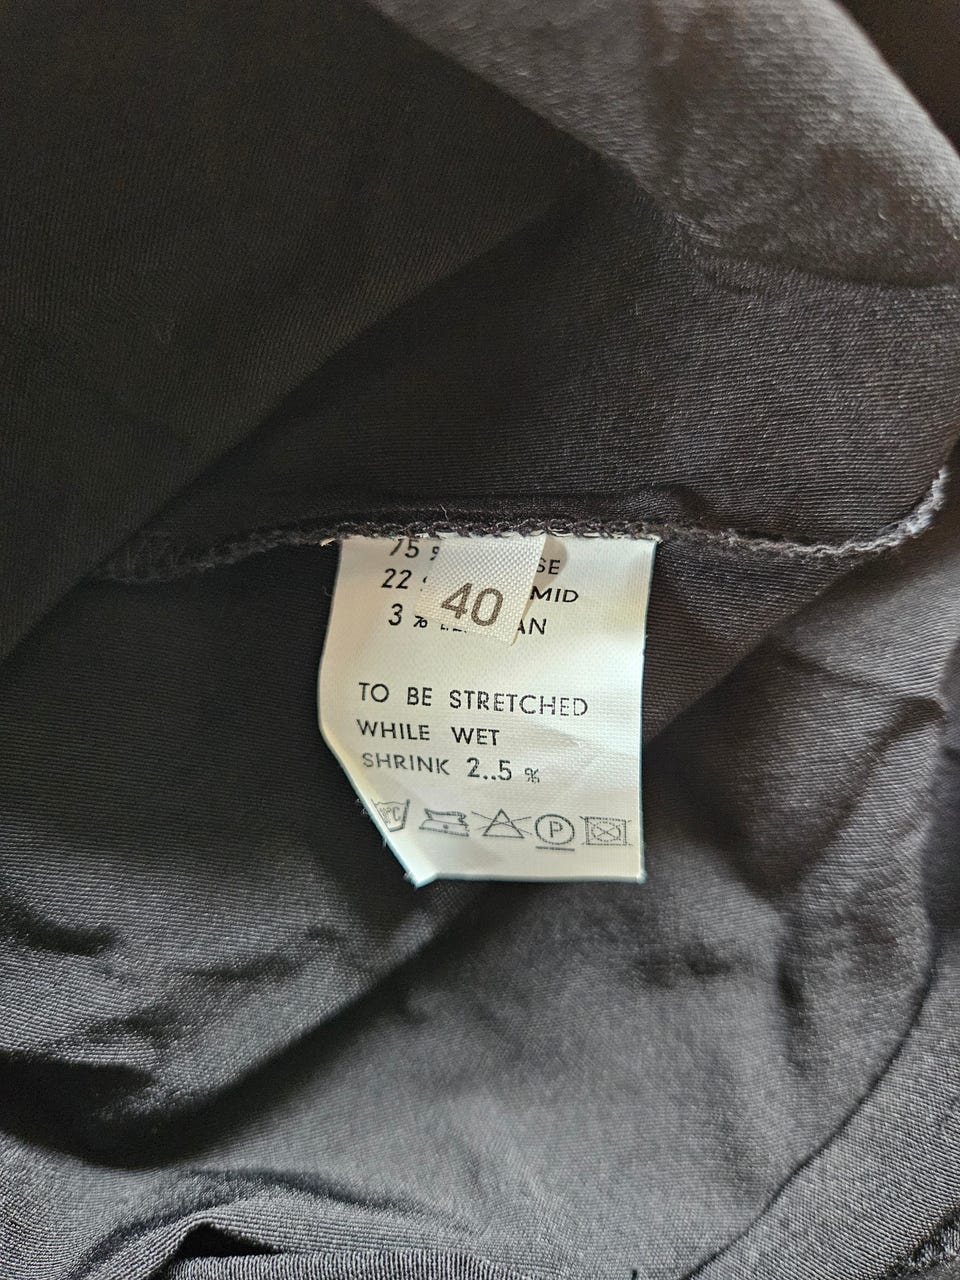 75 %
22
3 %
40
TO BE STRETCHED
WHILE WET
SHRINK 2..5 %
P